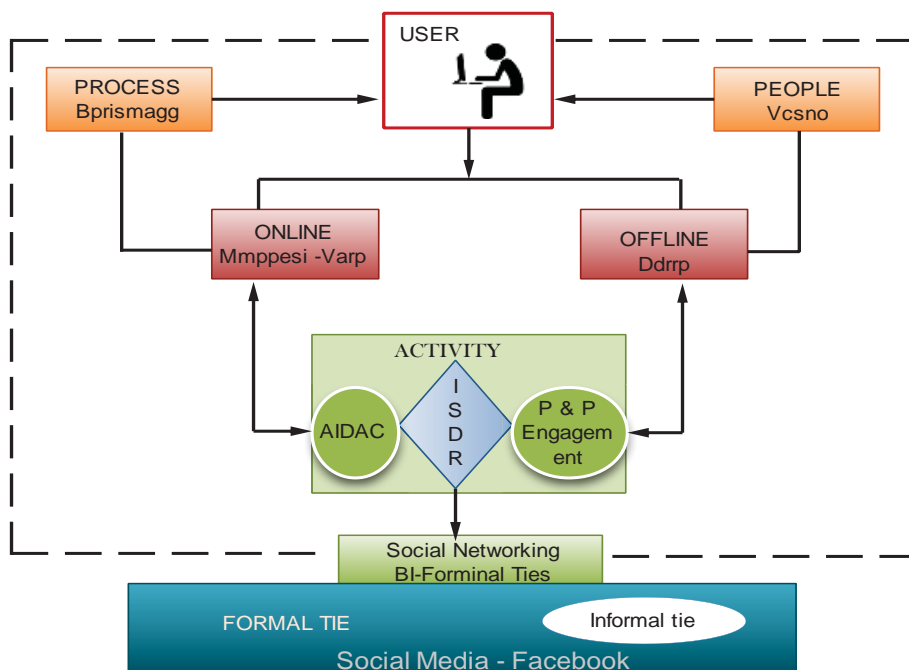 USER
PROCESS
Bprismagg
PEOPLE
Vcsno
ONLINE
Mmppesi -Varp
OFFLINE
Ddrrp
ACTIVITY
AIDAC
I
S
D
R
P & P
Engagem
ent
Social Networking
BI-Forminal Ties
FORMAL TIE
Informal tie
Social Media - Facebook